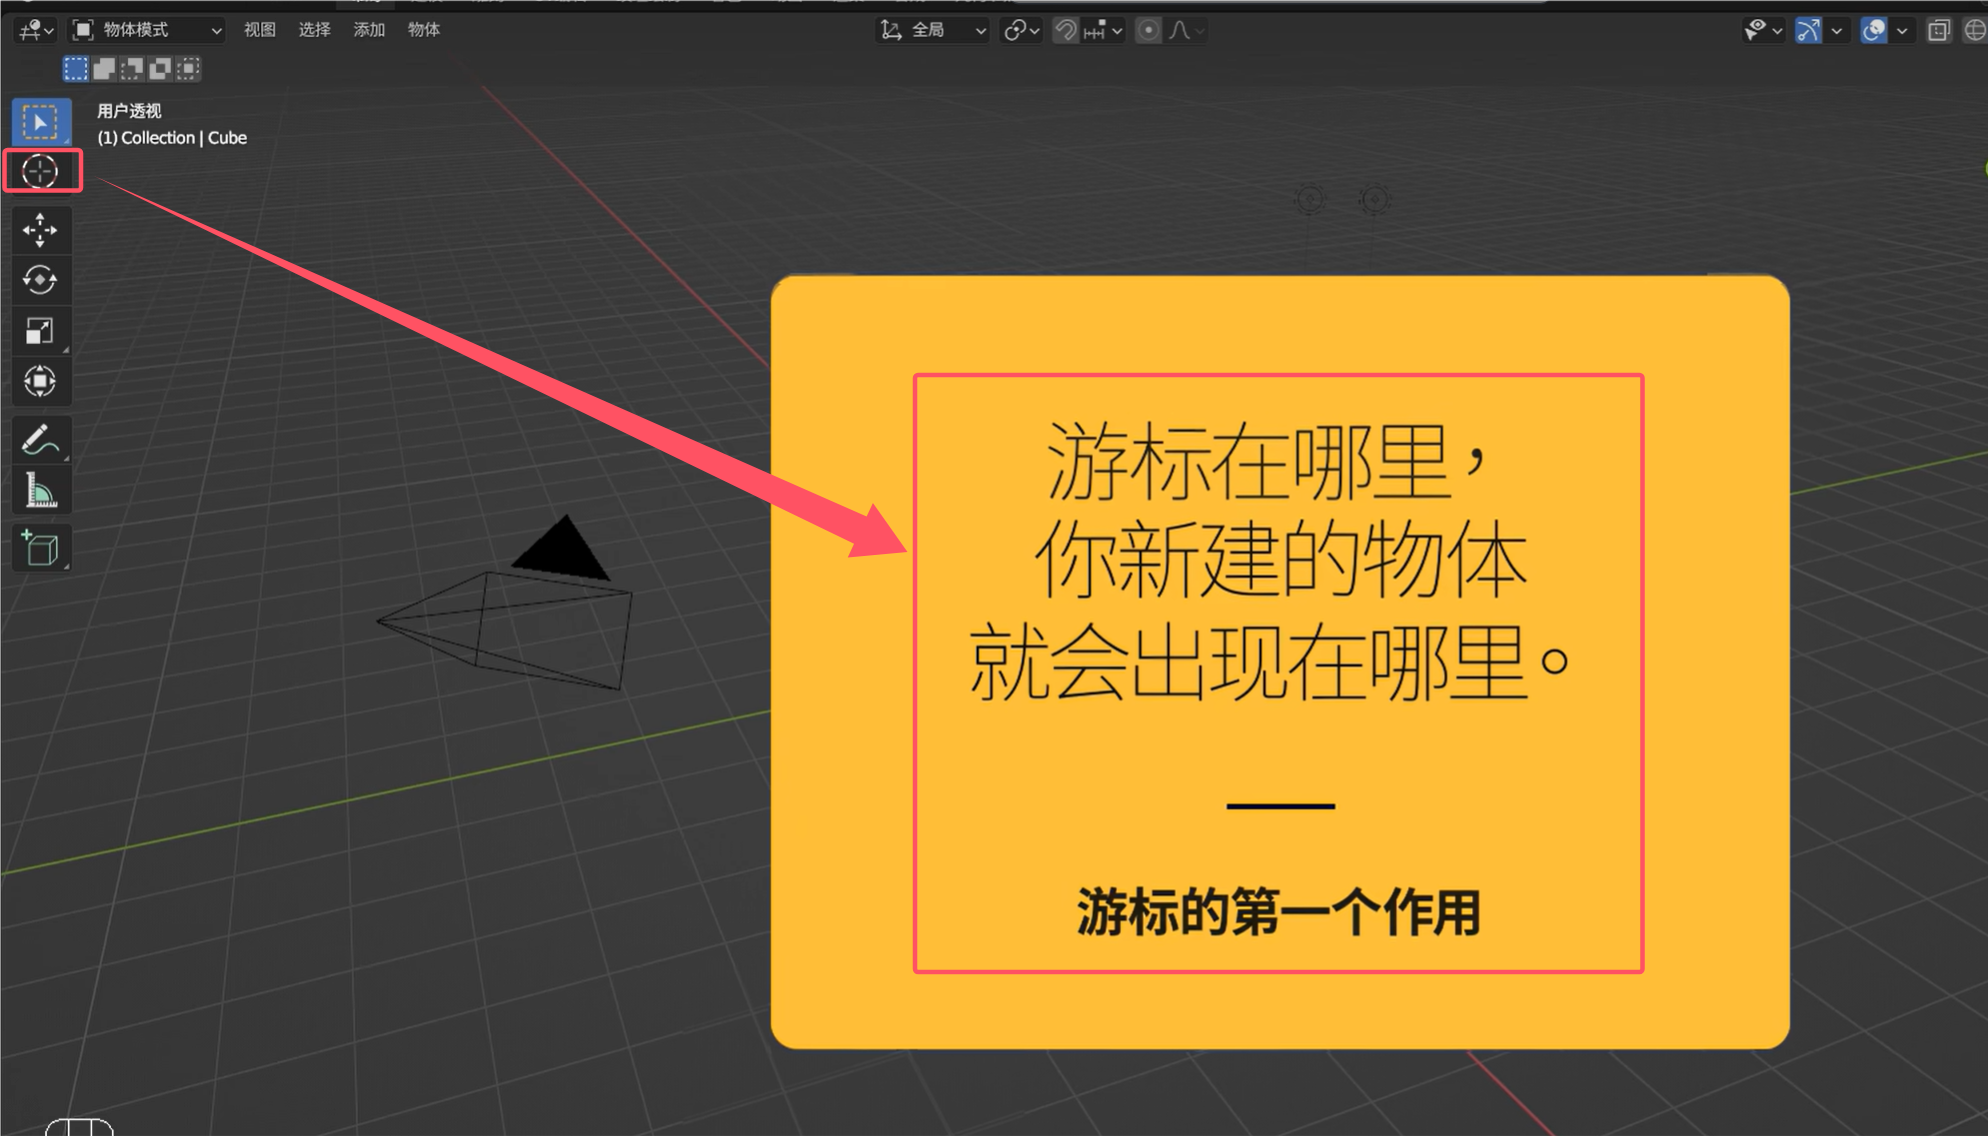 物体模式
视图
选择
添加
物体
全局
用户透视
(1) Collection | Cube
游标在哪里，
你新建的物体
就会出现在哪里。
游标的第一个作用